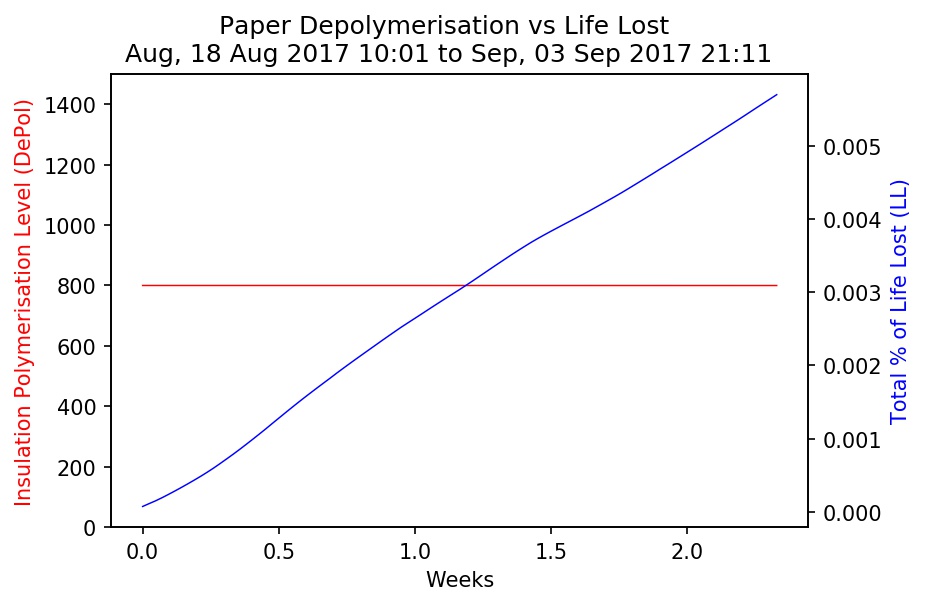 Paper Depolymerisation vs Life Lost
Aug, 18 Aug 2017 10:01 to Sep, 03 Sep 2017 21:11
Insulation Polymerisation Level (DePol)
1400
1200
1000
800
600
400
200
0
0.005
0.004
0.003
0.002
0.001
0.000
Total % of Life Lost (LL)
0.0 0.5 1.0 1.5 2.0
Weeks